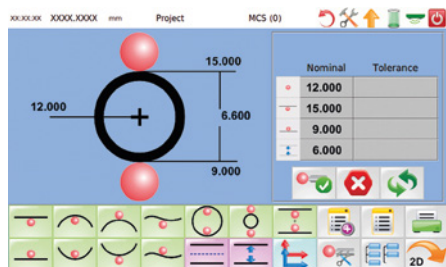 xx:xx:xx XXXX.XXXX mm Project MCS (0)
15.000
12.000
6.600
9.000
Nominal Tolerance
12.000
15.000
9.000
6.000
2D